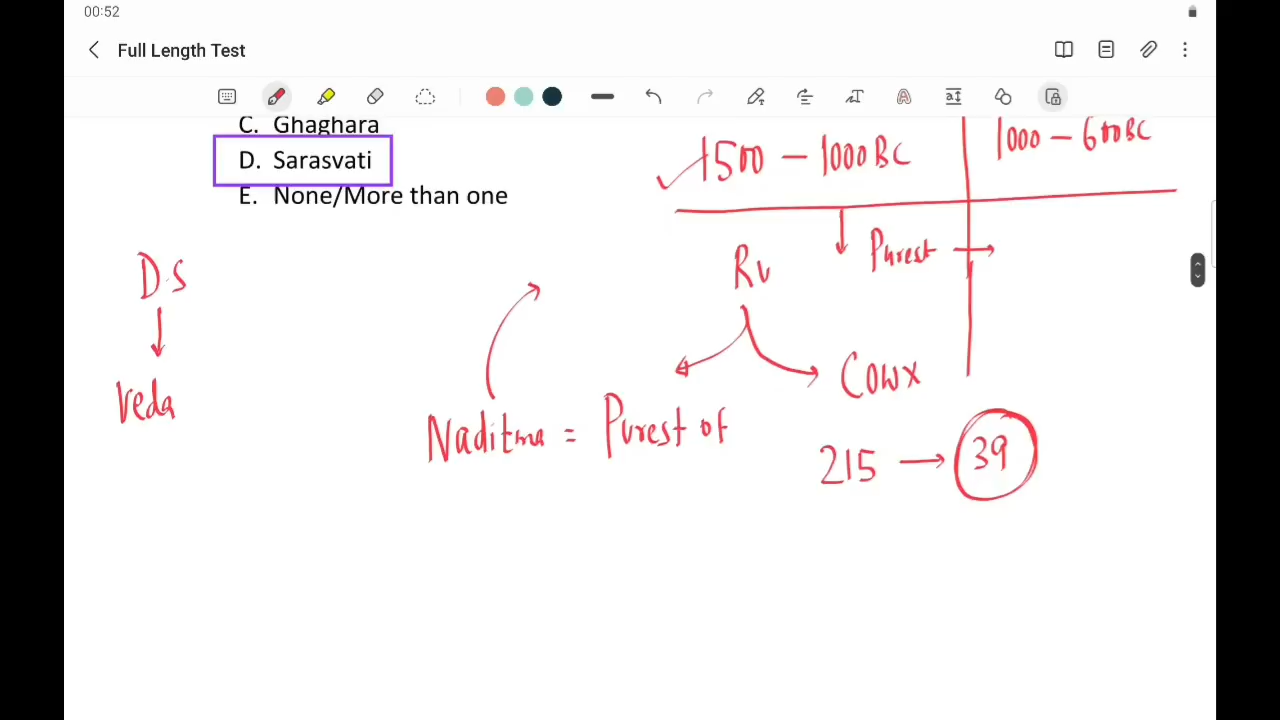 00:52
Full Length Test
C. Ghaghara
D. Sarasvati
E. None/More than one
1500 - 1000 BC
1000 - 600 BC
D.S
Rv
Purest
Veda
Cowx
Naditma = Purest of
215 → 39